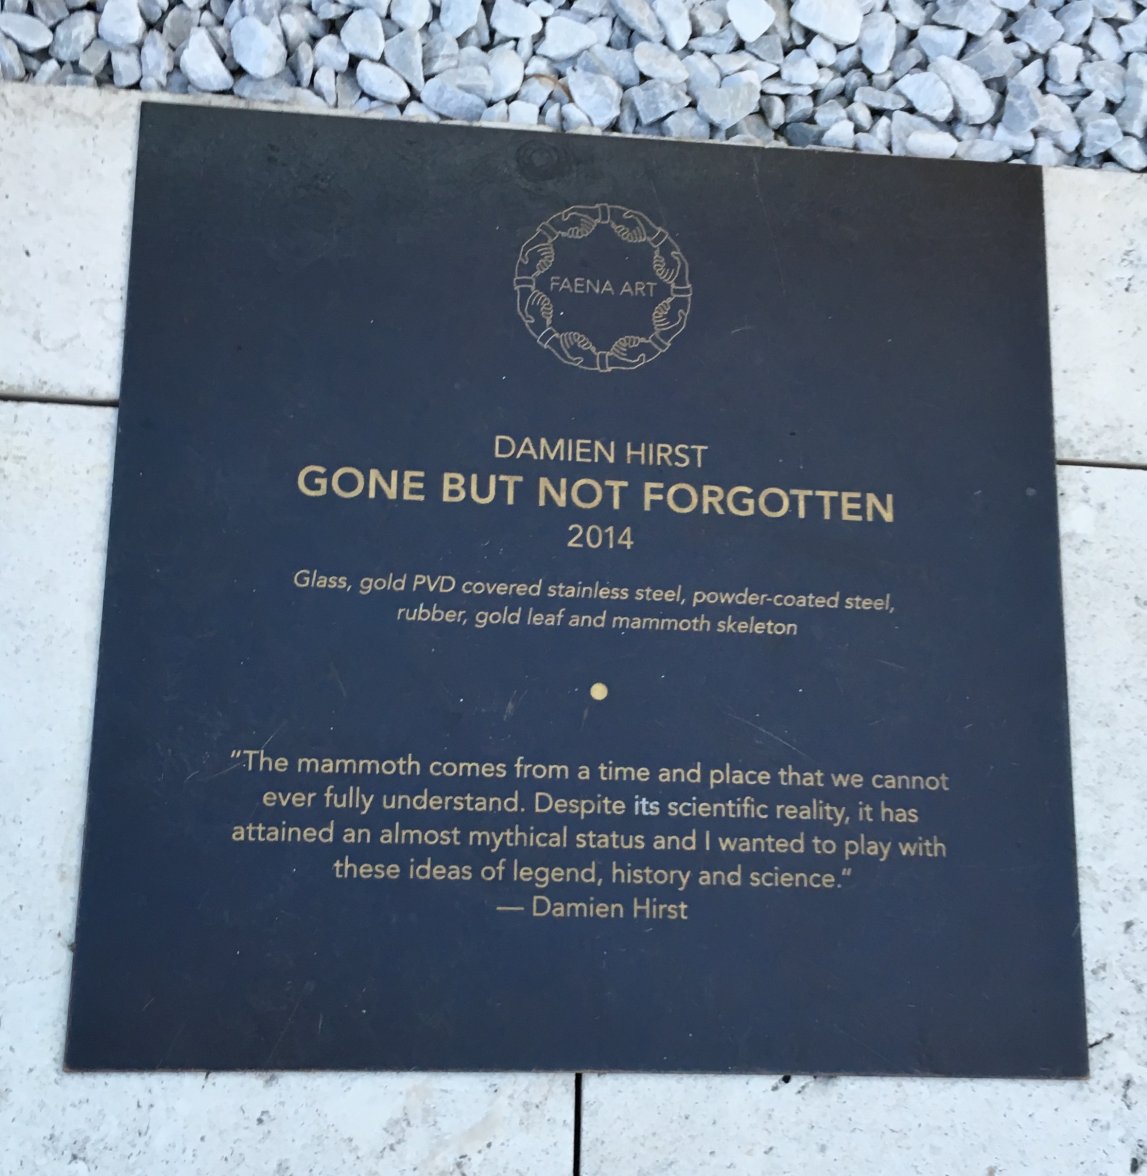 FAENA ART
DAMIEN HIRST
GONE BUT NOT FORGOTTEN
2014
Glass, gold PVD covered stainless steel, powder-coated steel,
rubber, gold leaf and mammoth skeleton
“The mammoth comes from a time and place that we cannot
ever fully understand. Despite its scientific reality, it has
attained an almost mythical status and I wanted to play with
these ideas of legend, history and science.“
— Damien Hirst